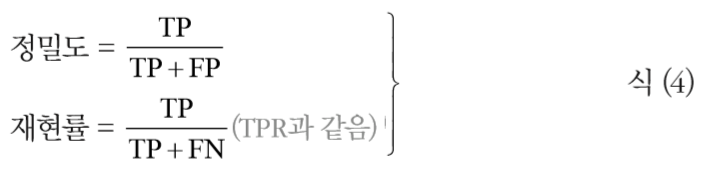 정밀도 = TP / (TP + FP)
재현률 = TP / (TP + FN) (TPR과 같음)
식 (4)